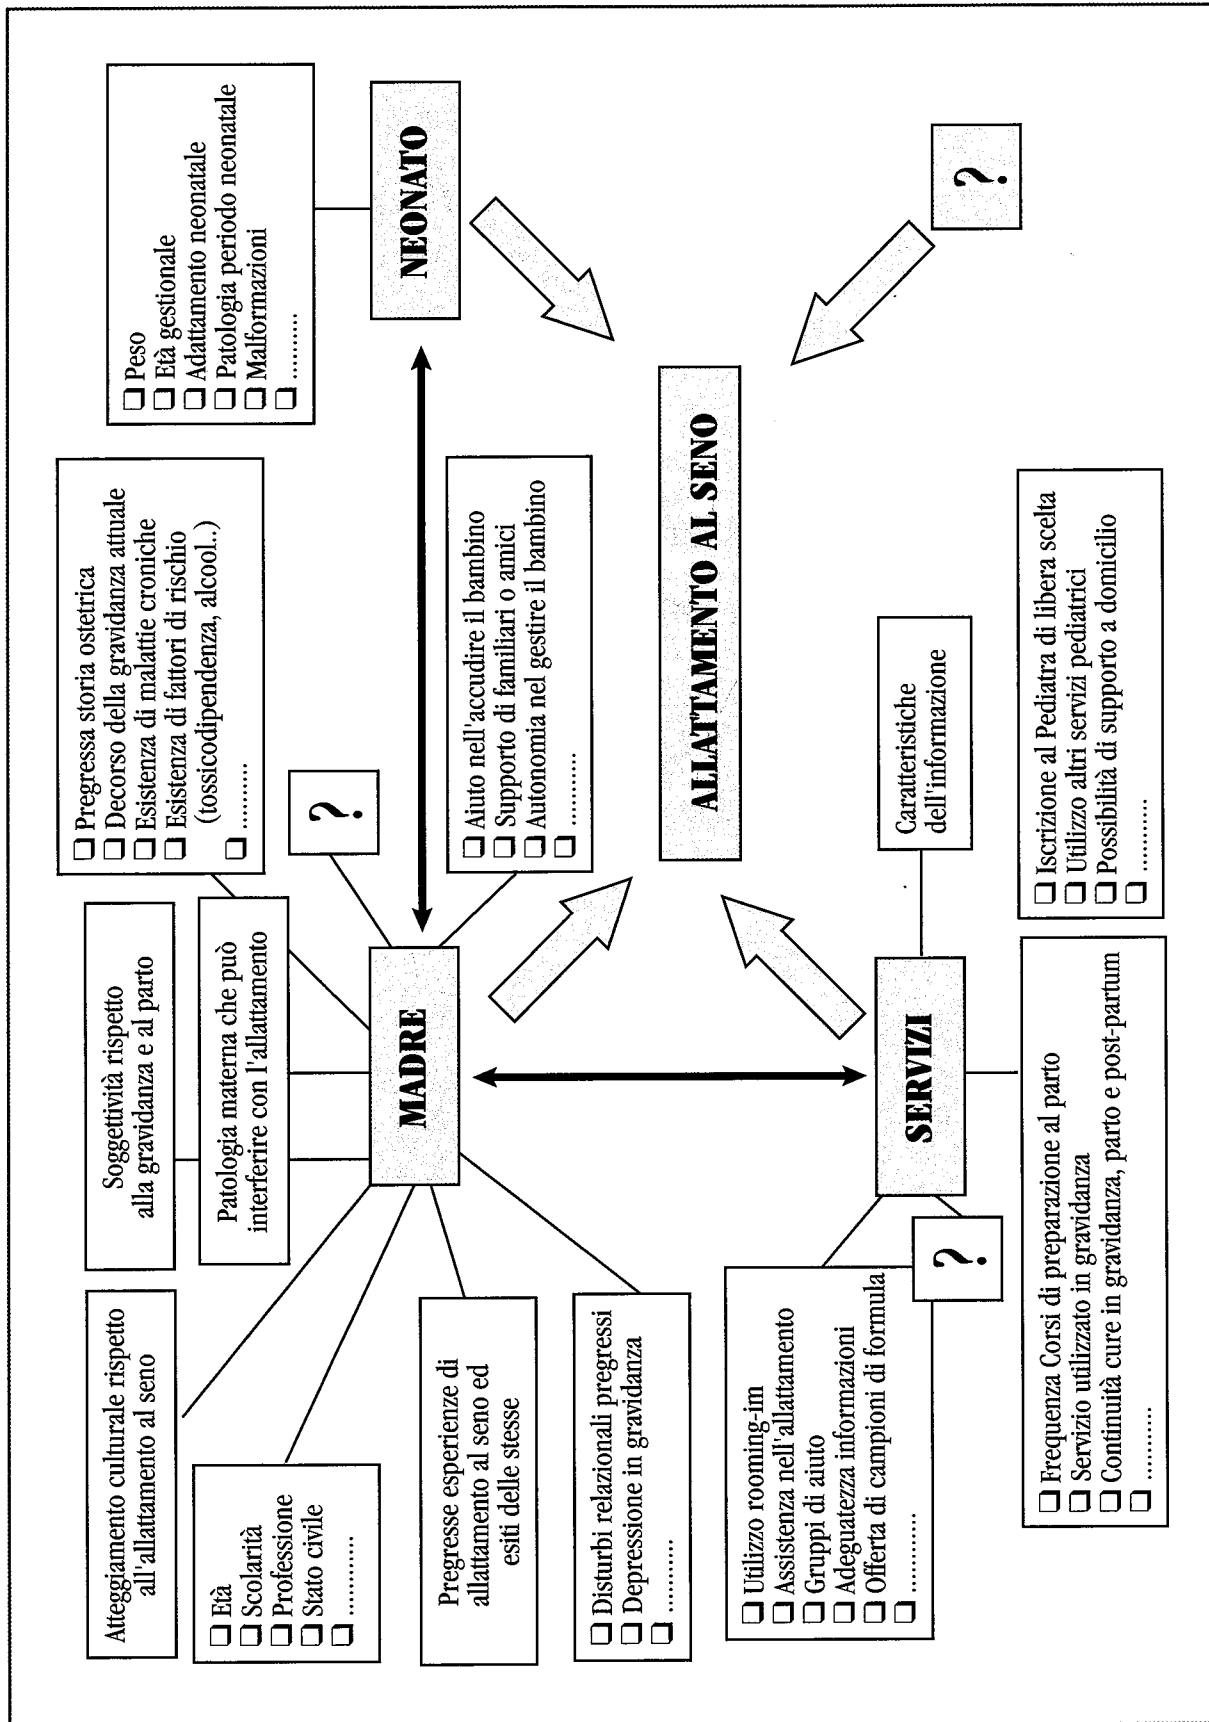 Atteggiamento culturale rispetto
all'allattamento al seno
Soggettività rispetto
alla gravidanza e al parto
❑ Pregressa storia ostetrica
❑ Decorso della gravidanza attuale
❑ Esistenza di malattie croniche
❑ Esistenza di fattori di rischio
(tossicodipendenza, alcool..)
❑ ..........
❑ Peso
❑ Età gestionale
❑ Adattamento neonatale
❑ Patologia periodo neonatale
❑ Malformazioni
❑ ..........
❑ Età
❑ Scolarità
❑ Professione
❑ Stato civile
❑ ...........
Patologia materna che può
interferire con l'allattamento
?
MADRE
NEONATO
Pregresse esperienze di
allattamento al seno ed
esiti delle stesse
❑ Aiuto nell'accudire il bambino
❑ Supporto di familiari o amici
❑ Autonomia nel gestire il bambino
❑ ...........
❑ Disturbi relazionali pregressi
❑ Depressione in gravidanza
❑ ...........
ALLATTAMENTO AL SENO
❑ Utilizzo rooming-im
❑ Assistenza nell'allattamento
❑ Gruppi di aiuto
❑ Adeguatezza informazioni
❑ Offerta di campioni di formula
❑ ...........
?
SERVIZI
Caratteristiche
dell'informazione
?
❑ Frequenza Corsi di preparazione al parto
❑ Servizio utilizzato in gravidanza
❑ Continuità cure in gravidanza, parto e post-partum
❑ ...........
❑ Iscrizione al Pediatra di libera scelta
❑ Utilizzo altri servizi pediatrici
❑ Possibilità di supporto a domicilio
❑ ...........